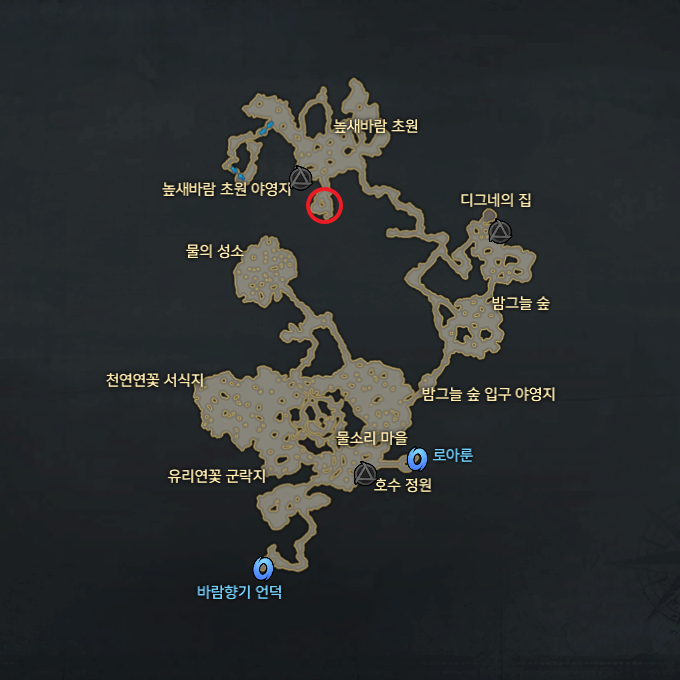 높새바람 초원
높새바람 초원 야영지
디그네의 집
물의 성소
밤그늘 숲
천연연꽃 서식지
밤그늘 숲 입구 야영지
물소리 마을
로아룬
유리연꽃 군락지
호수 정원
바람향기 언덕